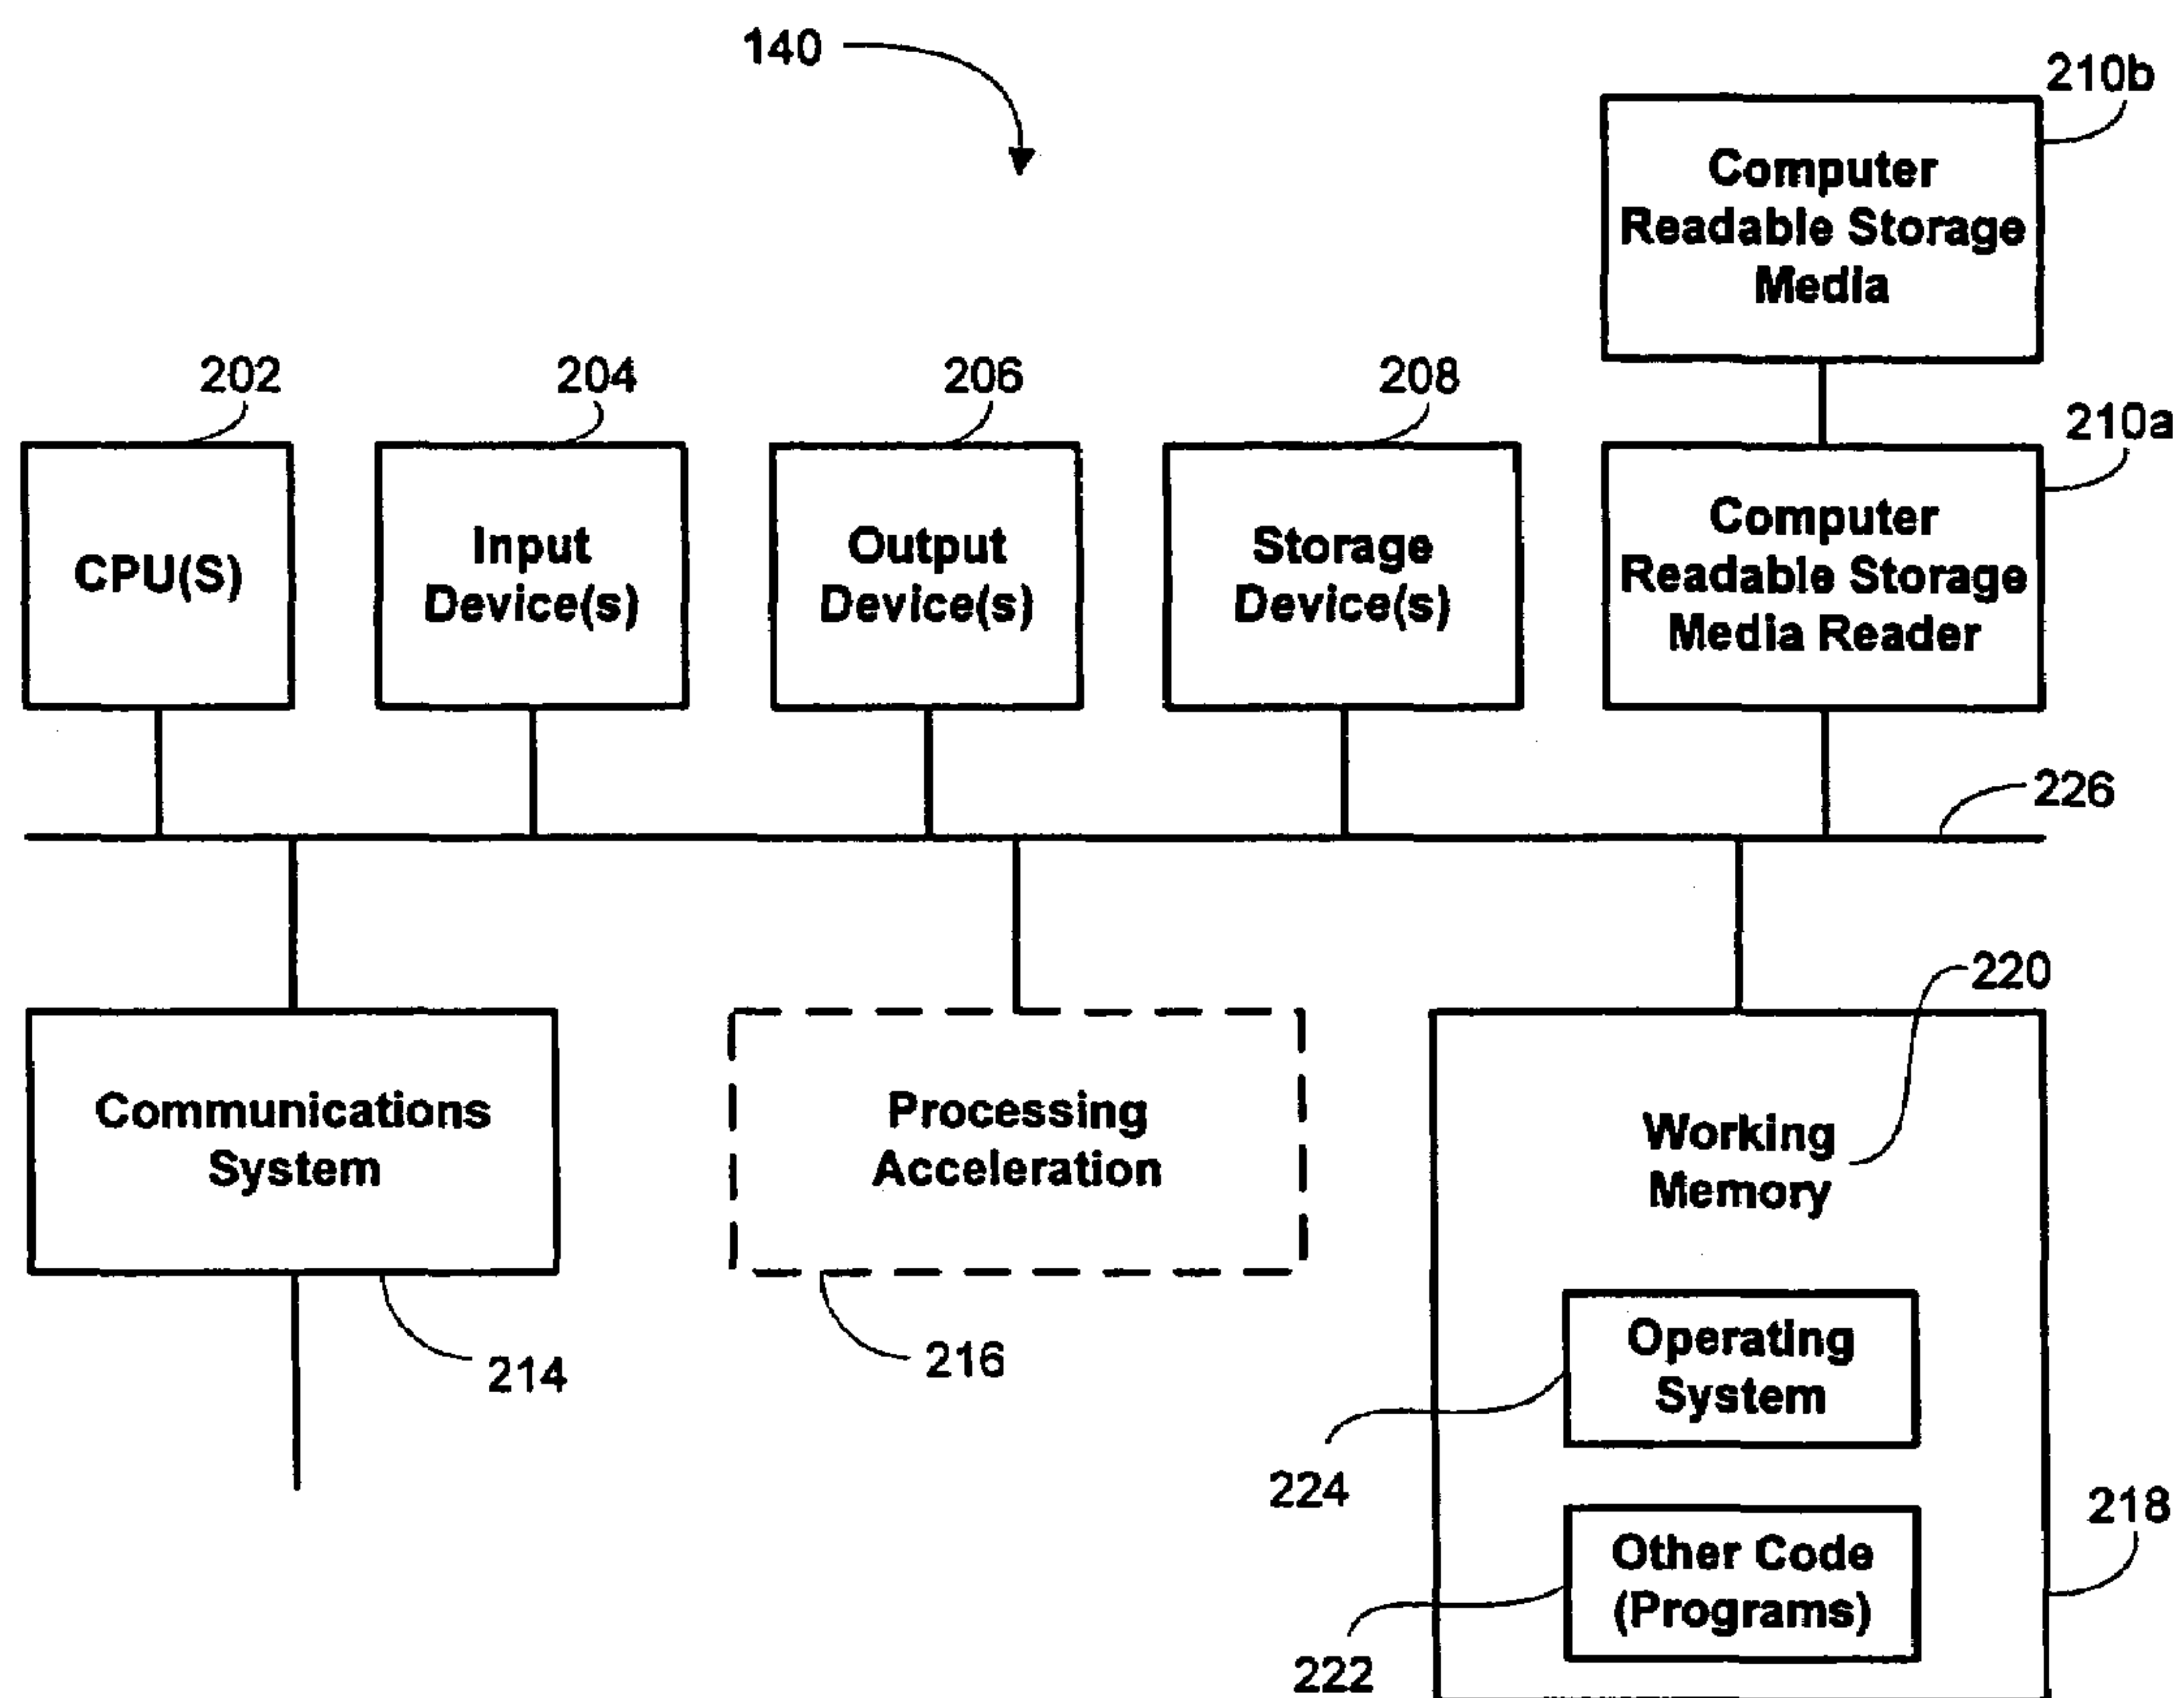 140
210b
Computer
Readable Storage
Media
202
204
206
208
210a
CPU(S)
Input
Device(s)
Output
Device(s)
Storage
Device(s)
Computer
Readable Storage
Media Reader
226
220
Communications
System
Processing
Acceleration
Working
Memory
214
216
Operating
System
224
218
Other Code
(Programs)
222